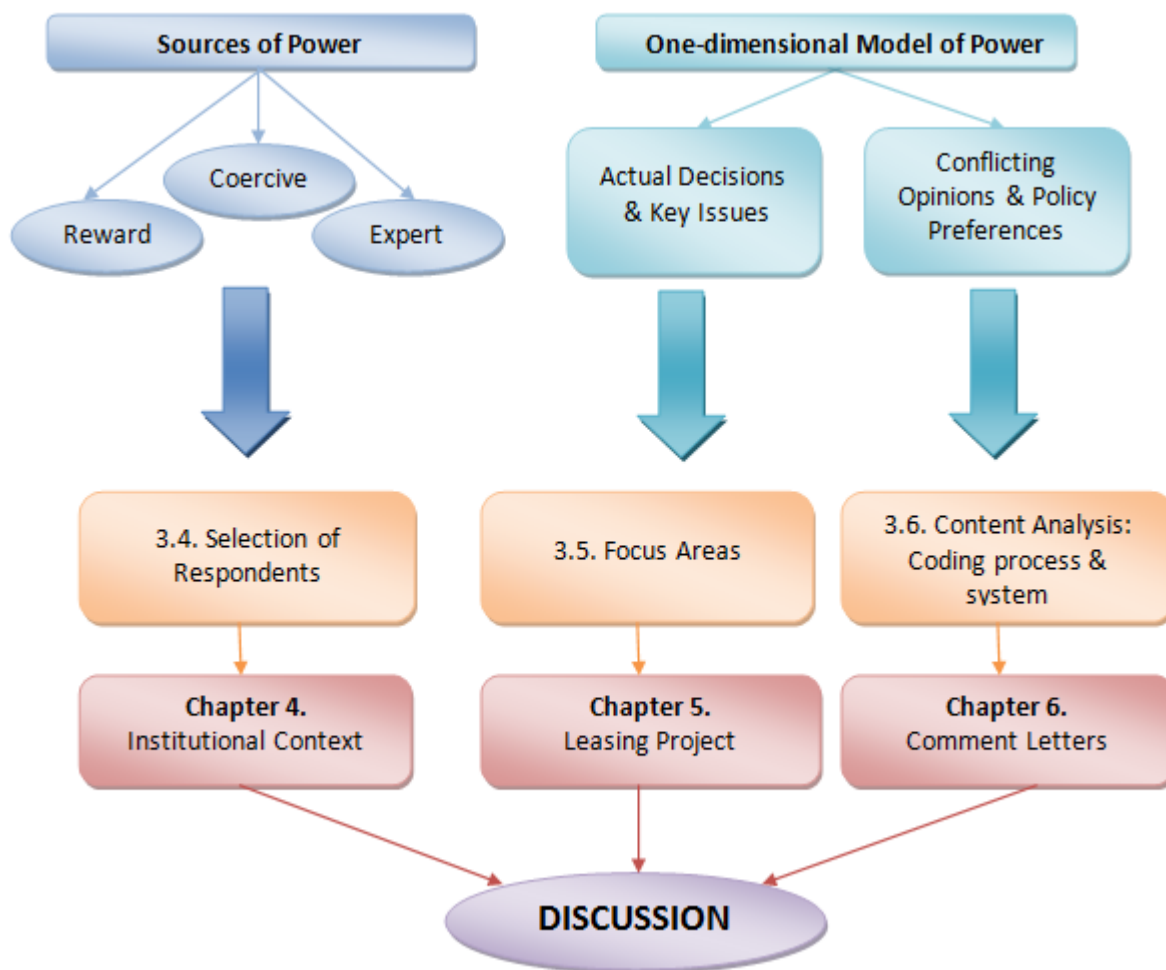 Sources of Power
One-dimensional Model of Power
Coercive
Reward
Expert
Actual Decisions
& Key Issues
Conflicting
Opinions & Policy
Preferences
3.4. Selection of
Respondents
3.5. Focus Areas
3.6. Content Analysis:
Coding process &
system
Chapter 4.
Institutional Context
Chapter 5.
Leasing Project
Chapter 6.
Comment Letters
DISCUSSION